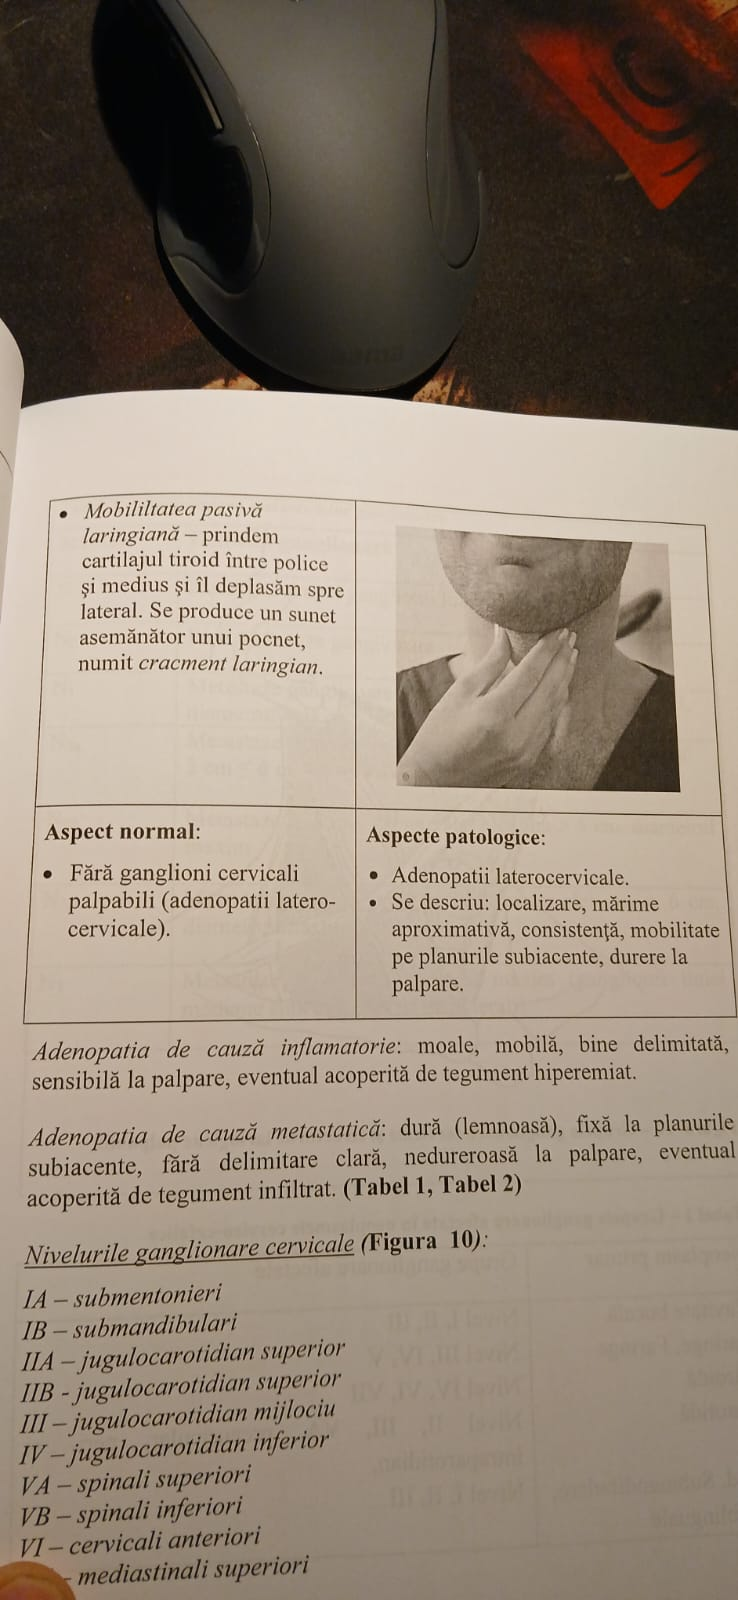 • Mobililtatea pasivă
laringiană – prindem
cartilajul tiroid între police
şi medius şi îl deplasăm spre
lateral. Se produce un sunet
asemănător unui pocnet,
numit cracment laringian.
Aspect normal:
• Fără ganglioni cervicali
palpabili (adenopatii latero-
cervicale).
Aspecte patologice:
• Adenopatii laterocervicale.
• Se descriu: localizare, mărime
aproximativă, consistenţă, mobilitate
pe planurile subiacente, durere la
palpare.
Adenopatia de cauză inflamatorie: moale, mobilă, bine delimitată,
sensibilă la palpare, eventual acoperită de tegument hiperemiat.
Adenopatia de cauză metastatică: dură (lemnoasă), fixă la planurile
subiacente, fără delimitare clară, nedureroasă la palpare, eventual
acoperită de tegument infiltrat. (Tabel 1, Tabel 2)
Nivelurile ganglionare cervicale (Figura 10):
IA – submentonieri
IB – submandibulari
IIA – jugulocarotidian superior
IIB - jugulocarotidian superior
III – jugulocarotidian mijlociu
IV – jugulocarotidian inferior
VA – spinali superiori
VB – spinali inferiori
VI – cervicali anteriori
- mediastinali superiori